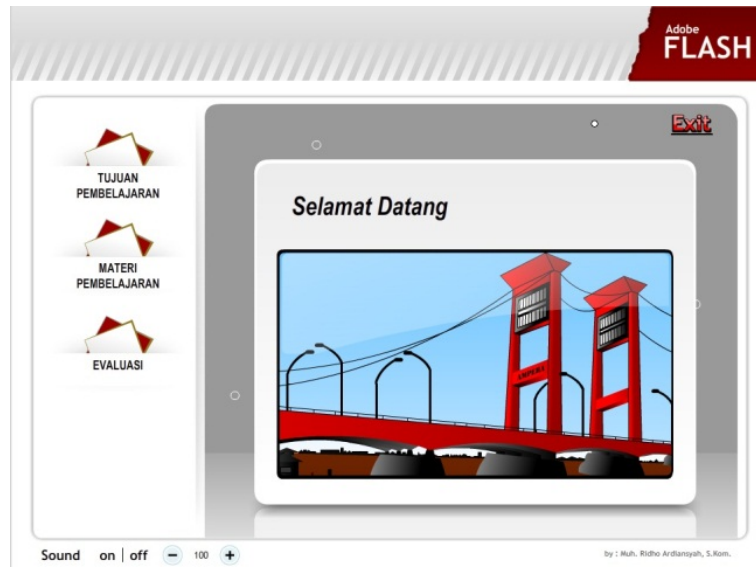 Adobe
FLASH
Exit
TUJUAN
PEMBELAJARAN
MATERI
PEMBELAJARAN
EVALUASI
Selamat Datang
AMPERA
Sound on | off - 100 +
by : Muh. Ridho Ardiansyah, S.Kom.